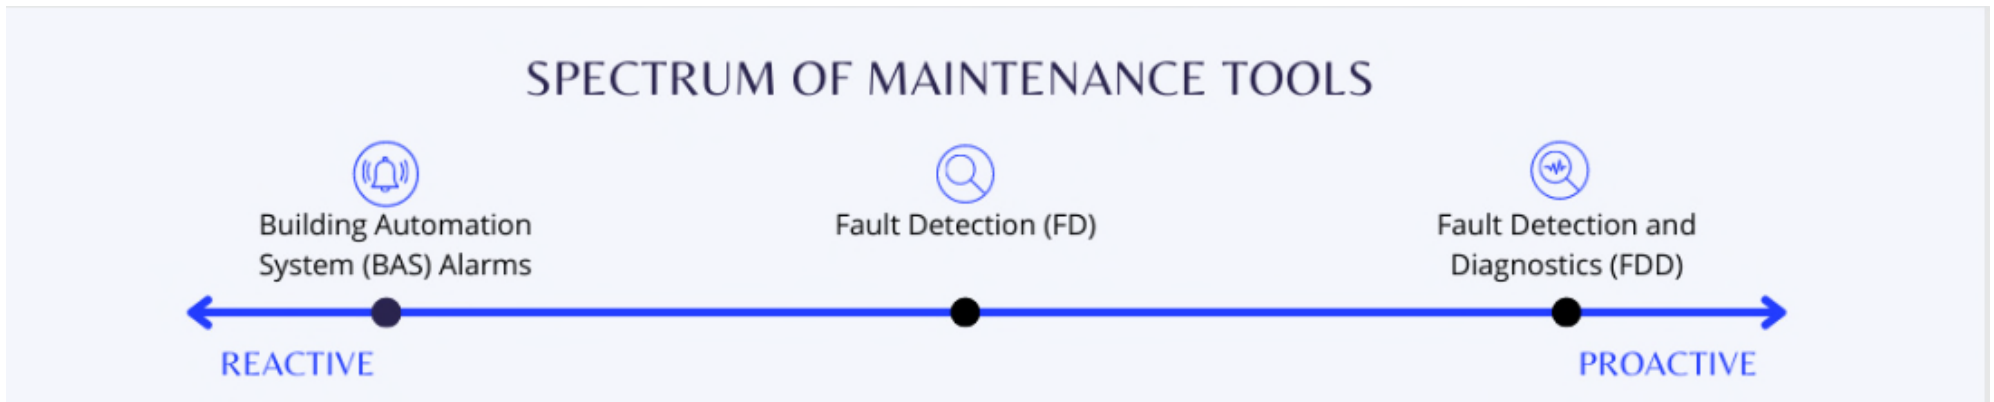 SPECTRUM OF MAINTENANCE TOOLS
Building Automation
System (BAS) Alarms
Fault Detection (FD)
Fault Detection and
Diagnostics (FDD)
REACTIVE
PROACTIVE